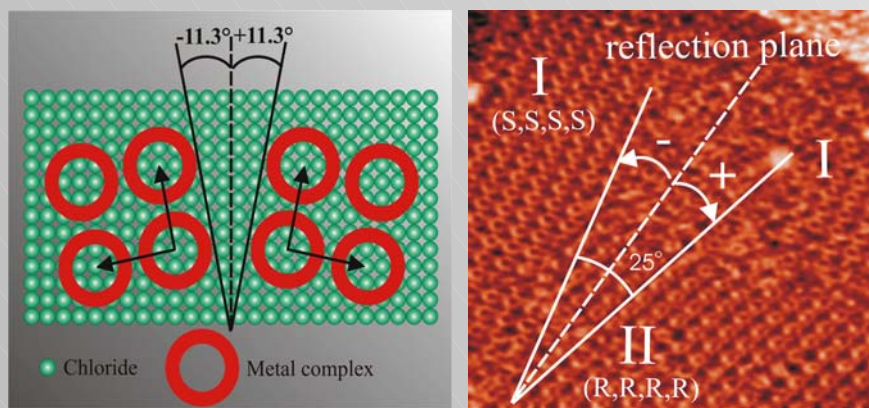 -11.3° +11.3°
Chloride
Metal complex
reflection plane
I
(S,S,S,S)
-
+
I
25°
II
(R,R,R,R)